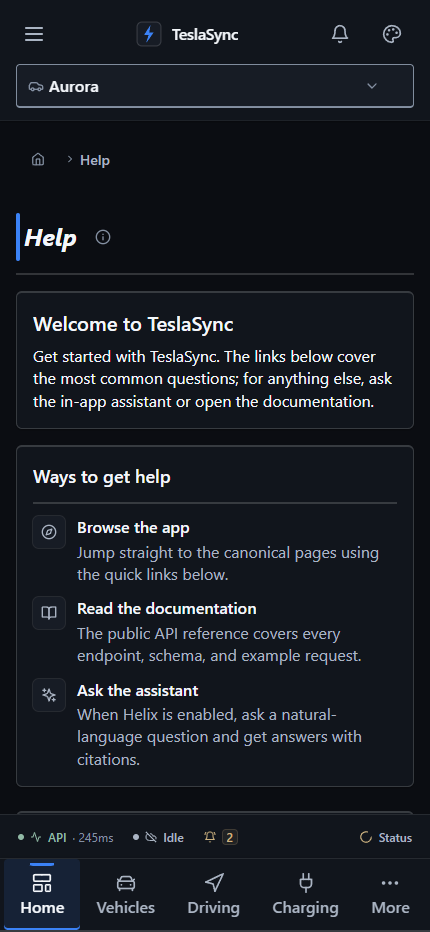 TeslaSync
Aurora
Help
Help
Welcome to TeslaSync
Get started with TeslaSync. The links below cover
the most common questions; for anything else, ask
the in-app assistant or open the documentation.
Ways to get help
Browse the app
Jump straight to the canonical pages using
the quick links below.
Read the documentation
The public API reference covers every
endpoint, schema, and example request.
Ask the assistant
When Helix is enabled, ask a natural-
language question and get answers with
citations.
API · 245ms Idle 2 Status
Home Vehicles Driving Charging More